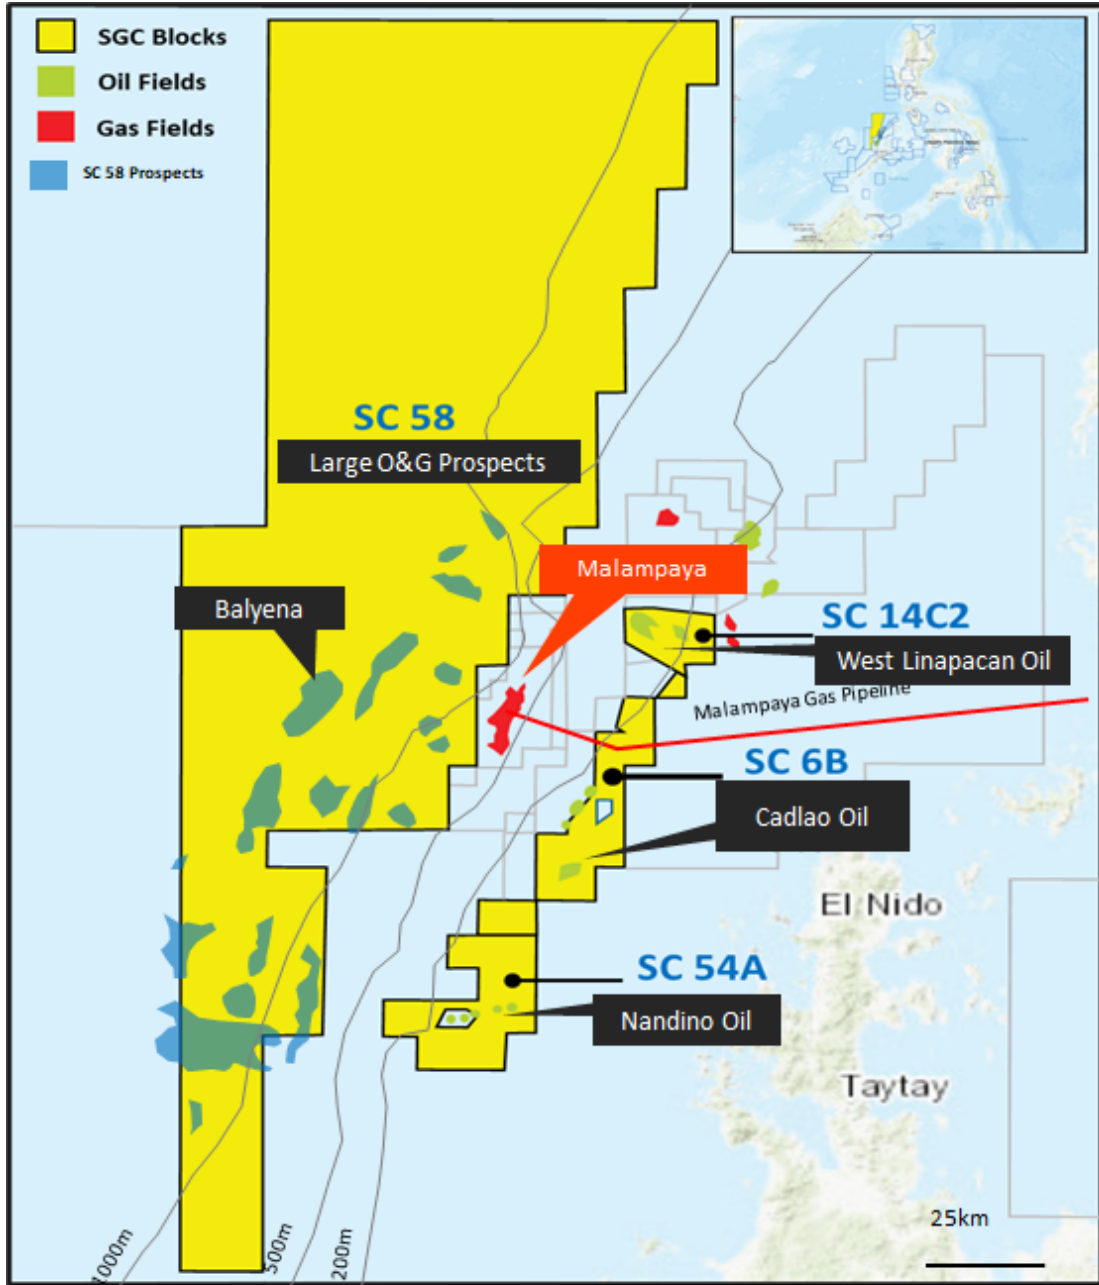 SGC Blocks
Oil Fields
Gas Fields
SC 58 Prospects
SC 58
Large O&G Prospects
Malampaya
Balyena
SC 14C2
West Linapacan Oil
Malampaya Gas Pipeline
SC 6B
Cadlao Oil
El Nido
SC 54A
Nandino Oil
Taytay
25km
1000m
500m
200m